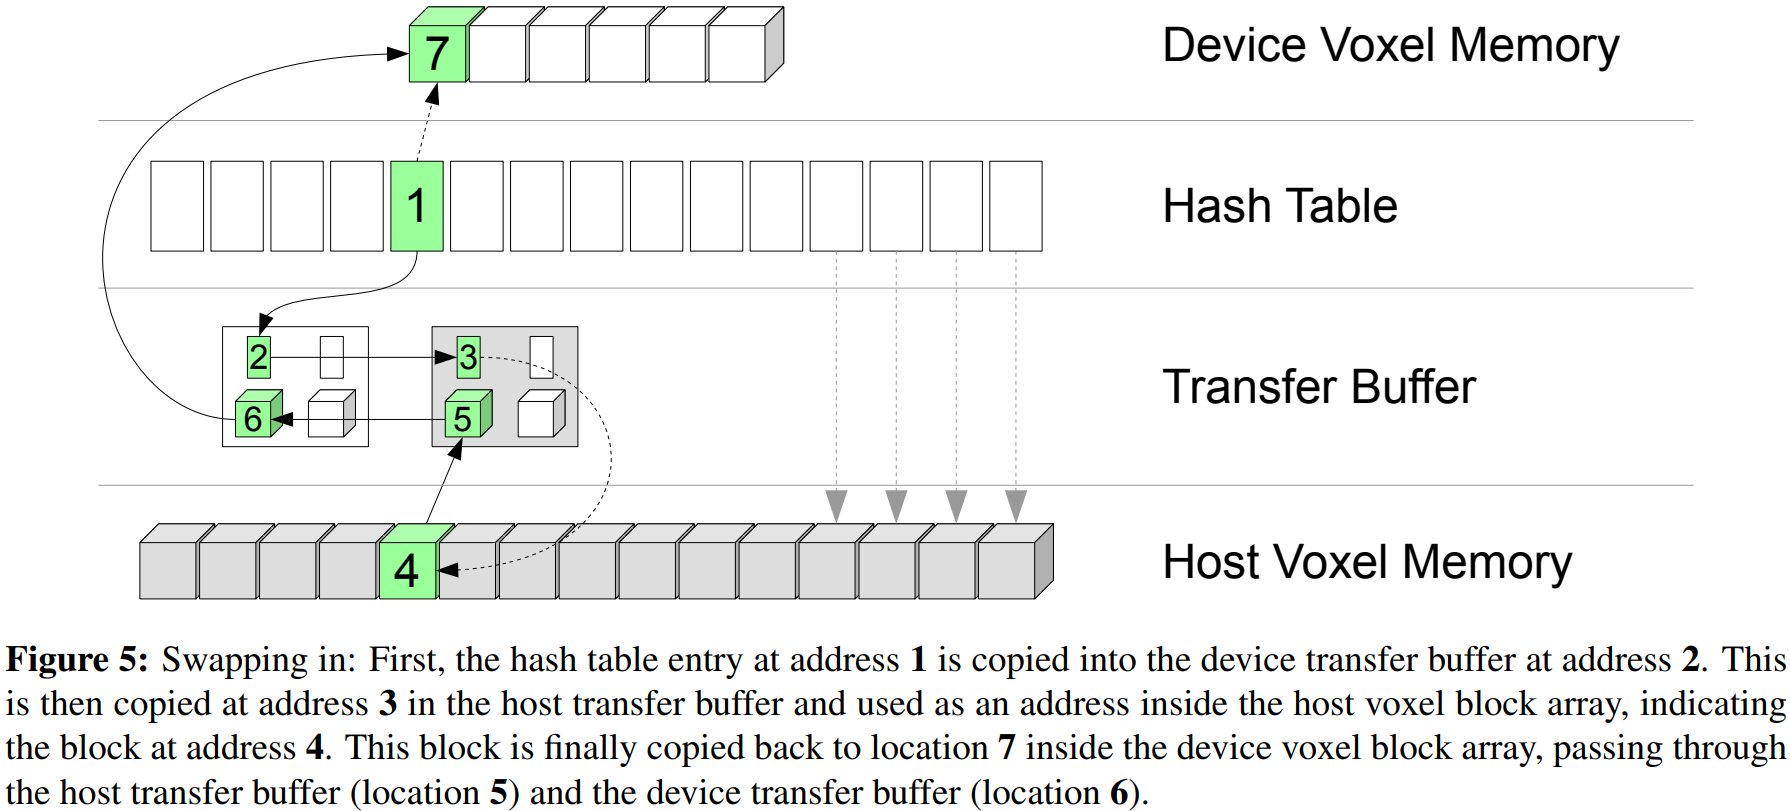 7
Device Voxel Memory
1
Hash Table
2
3
6
5
Transfer Buffer
4
Host Voxel Memory
Figure 5: Swapping in: First, the hash table entry at address 1 is copied into the device transfer buffer at address 2. This
is then copied at address 3 in the host transfer buffer and used as an address inside the host voxel block array, indicating
the block at address 4. This block is finally copied back to location 7 inside the device voxel block array, passing through
the host transfer buffer (location 5) and the device transfer buffer (location 6).